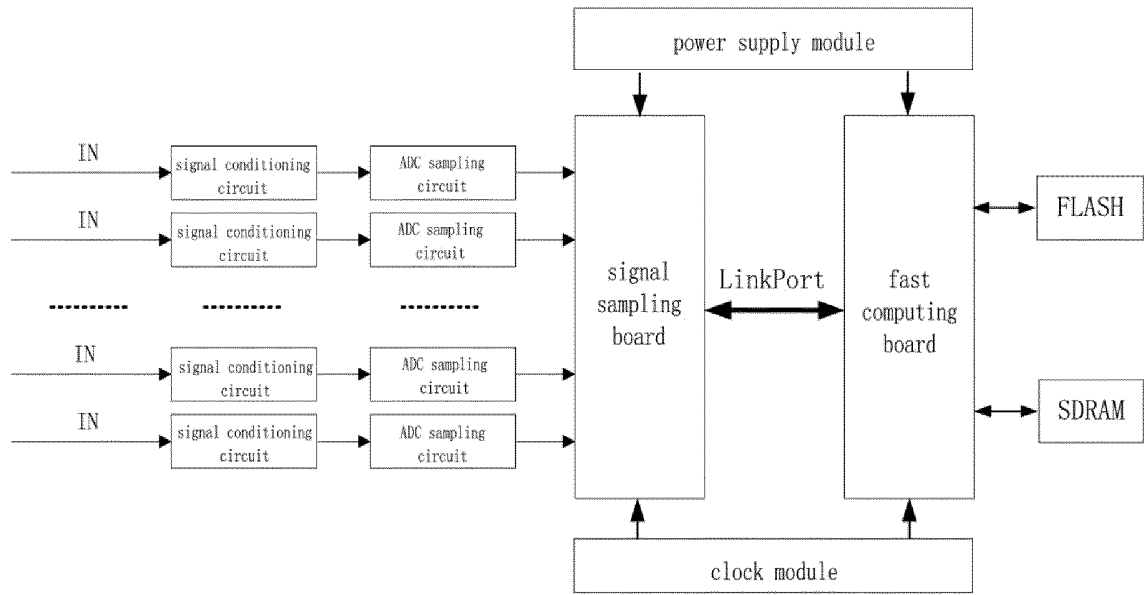 power supply module
IN
signal conditioning
circuit
ADC sampling
circuit
IN
signal conditioning
circuit
ADC sampling
circuit
IN
signal conditioning
circuit
ADC sampling
circuit
IN
signal conditioning
circuit
ADC sampling
circuit
signal
sampling
board
LinkPort
fast
computing
board
FLASH
SDRAM
clock module